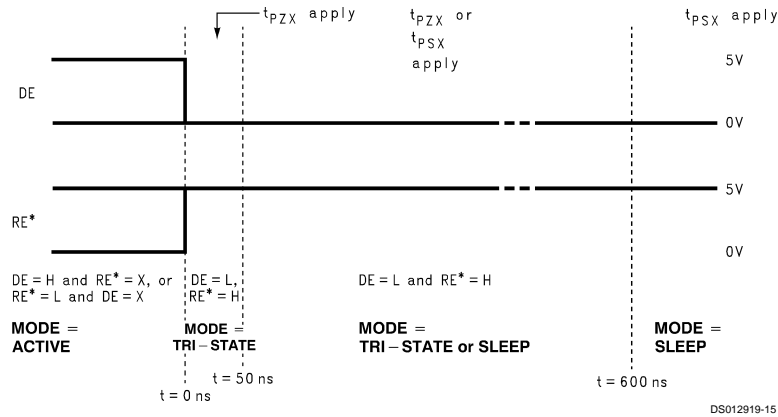 tPZX apply
tPZX or
tPSX
apply
tPSX apply
5V
DE
0V
5V
RE*
0V
DE = H and RE* = X, or
RE* = L and DE = X
DE = L,
RE* = H
DE = L and RE* = H
MODE =
ACTIVE
MODE =
TRI–STATE
MODE =
TRI–STATE or SLEEP
MODE =
SLEEP
t = 0 ns
t = 50 ns
t = 600 ns
DS012919-15